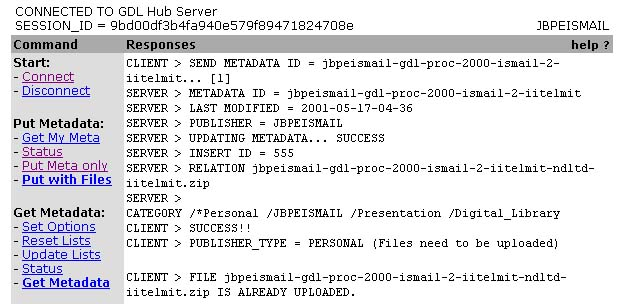 CONNECTED TO GDL Hub Server
SESSION_ID = 9bd00df3b4fa940e579f89471824708e JBPEISMAIL
Command Responses help ?
Start:
- Connect
- Disconnect
Put Metadata:
- Get My Meta
- Status
- Put Meta only
- Put with Files
Get Metadata:
- Set Options
- Reset Lists
- Update Lists
- Status
- Get Metadata
CLIENT > SEND METADATA ID = jbpeismail-gdl-proc-2000-ismail-2-
iitelmit... [1]
SERVER > METADATA ID = jbpeismail-gdl-proc-2000-ismail-2-iitelmit
SERVER > LAST MODIFIED = 2001-05-17-04-36
SERVER > PUBLISHER = JBPEISMAIL
SERVER > UPDATING METADATA... SUCCESS
SERVER > INSERT ID = 555
SERVER > RELATION jbpeismail-gdl-proc-2000-ismail-2-iitelmit-ndltd-
iitelmit.zip
SERVER >
CATEGORY /*Personal /JBPEISMAIL /Presentation /Digital_Library
CLIENT > SUCCESS!!
CLIENT > PUBLISHER_TYPE = PERSONAL (Files need to be uploaded)
CLIENT > FILE jbpeismail-gdl-proc-2000-ismail-2-iitelmit-ndltd-
iitelmit.zip IS ALREADY UPLOADED.